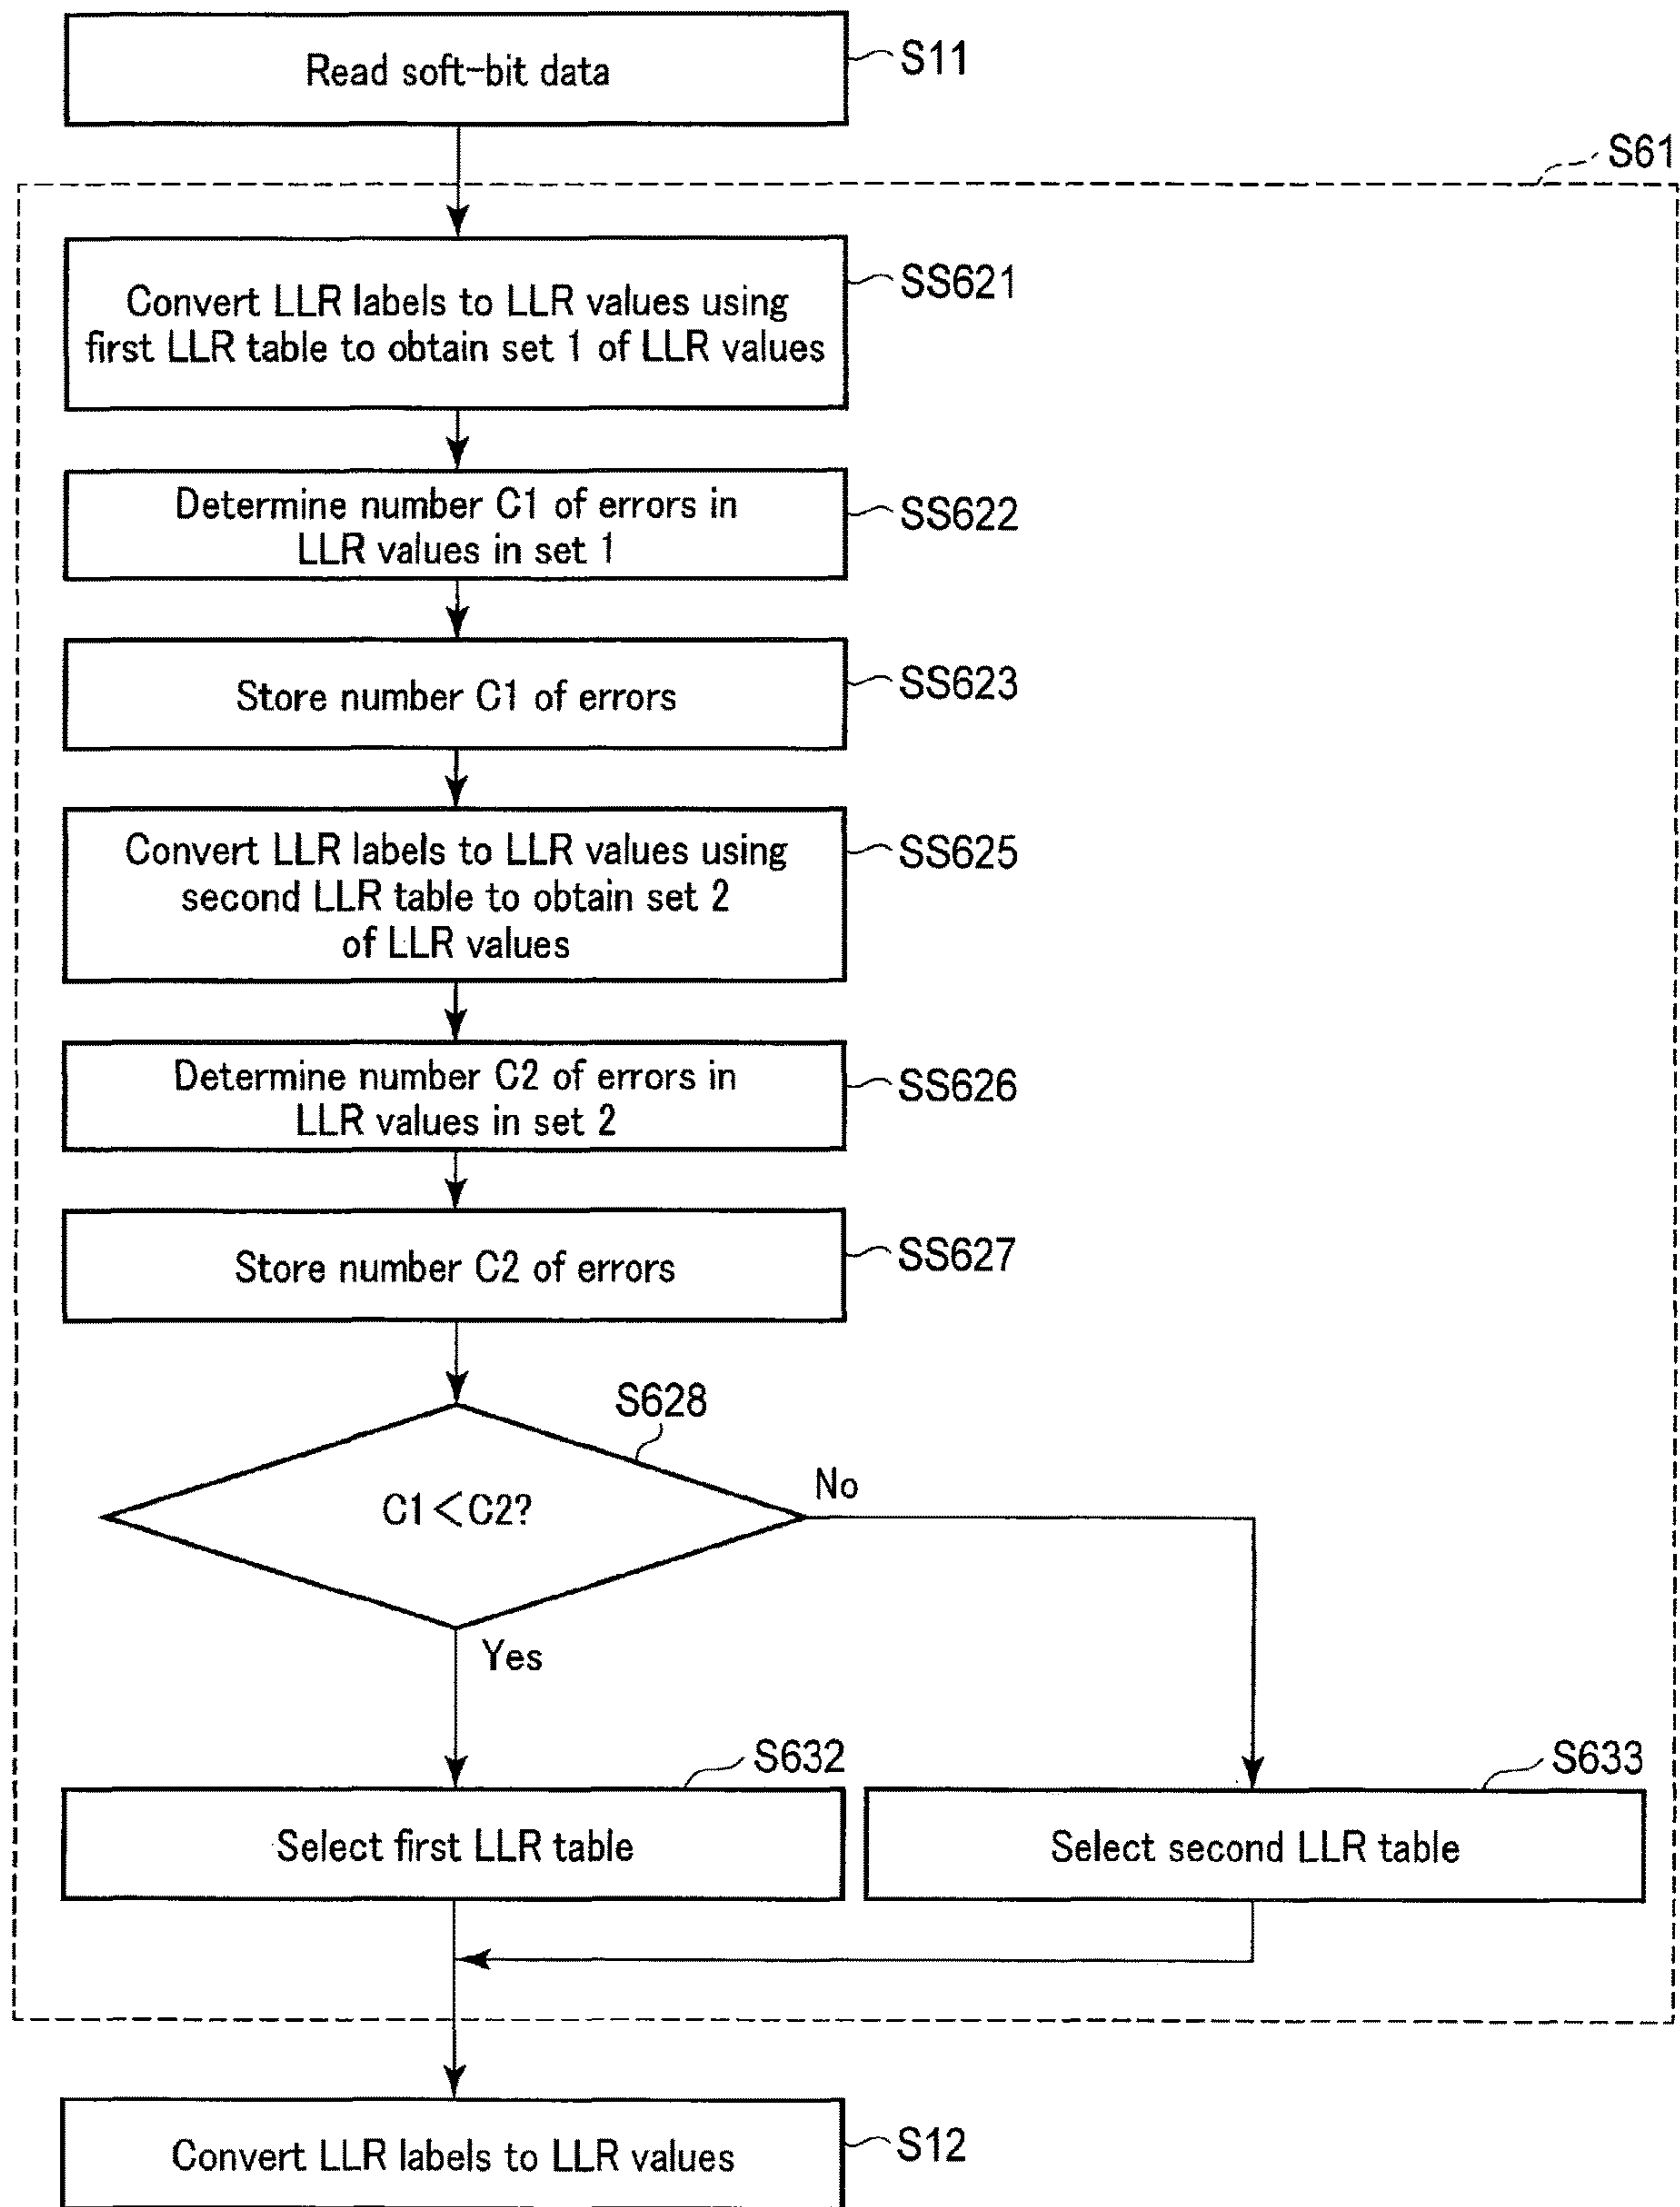 Read soft-bit data
S11
S61
Convert LLR labels to LLR values using
first LLR table to obtain set 1 of LLR values
SS621
Determine number C1 of errors in
LLR values in set 1
SS622
Store number C1 of errors
SS623
Convert LLR labels to LLR values using
second LLR table to obtain set 2
of LLR values
SS625
Determine number C2 of errors in
LLR values in set 2
SS626
Store number C2 of errors
SS627
S628
C1<C2?
No
Yes
S632
S633
Select first LLR table
Select second LLR table
Convert LLR labels to LLR values
S12